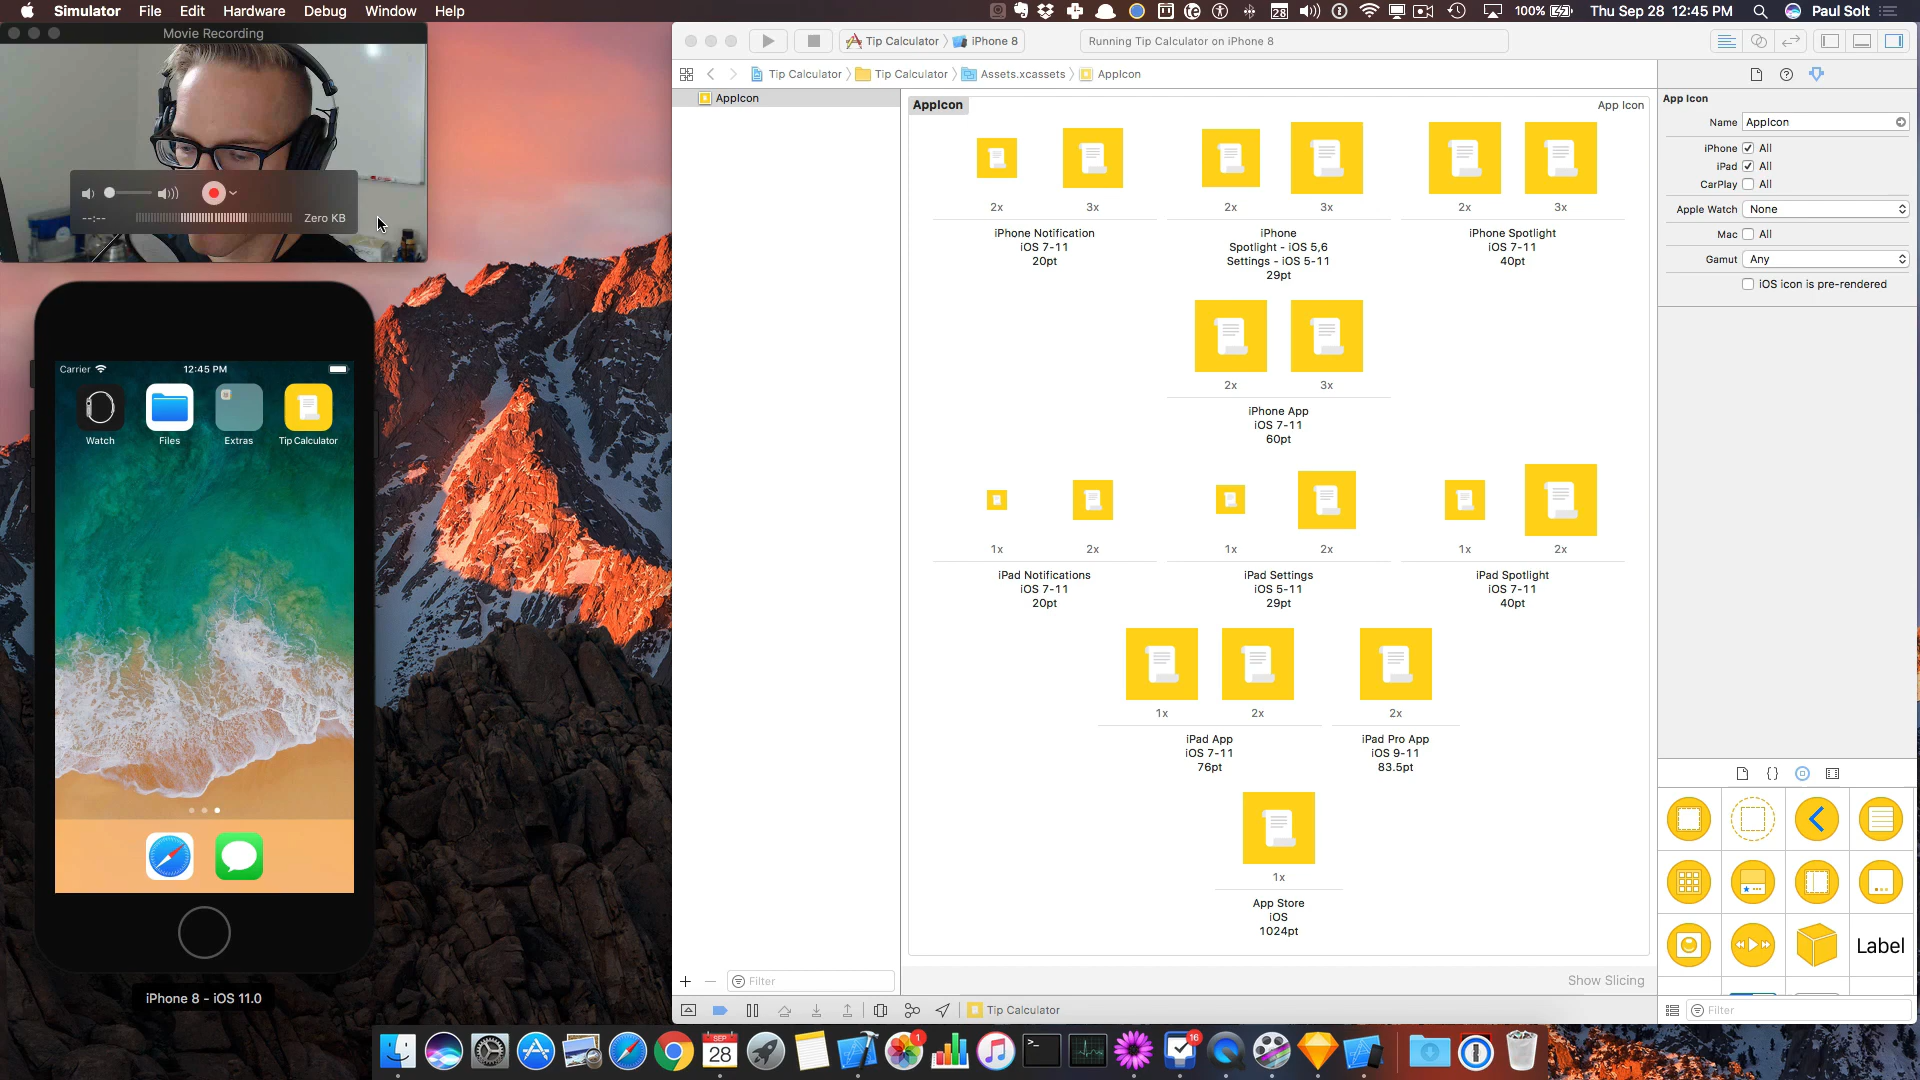 Simulator File Edit Hardware Debug Window Help
28 100% Thu Sep 28 12:45 PM Paul Solt
Movie Recording
--:-- Zero KB
Tip Calculator iPhone 8
Running Tip Calculator on iPhone 8
Tip Calculator Tip Calculator Assets.xcassets AppIcon
AppIcon
AppIcon App Icon
2x 3x 2x 3x 2x 3x
iPhone Notification
iOS 7-11
20pt
iPhone
Spotlight - iOS 5,6
Settings - iOS 5-11
29pt
iPhone Spotlight
iOS 7-11
40pt
2x 3x
iPhone App
iOS 7-11
60pt
1x 2x 1x 2x 1x 2x
iPad Notifications
iOS 7-11
20pt
iPad Settings
iOS 5-11
29pt
iPad Spotlight
iOS 7-11
40pt
1x 2x 2x
iPad App
iOS 7-11
76pt
iPad Pro App
iOS 9-11
83.5pt
1x
App Store
iOS
1024pt
Show Slicing
Filter
Tip Calculator
App Icon
Name AppIcon
iPhone All
iPad All
CarPlay All
Apple Watch None
Mac All
Gamut Any
iOS icon is pre-rendered
Label
Filter
Carrier 12:45 PM
Watch Files Extras Tip Calculator
iPhone 8 - iOS 11.0
SEP
28
1
16